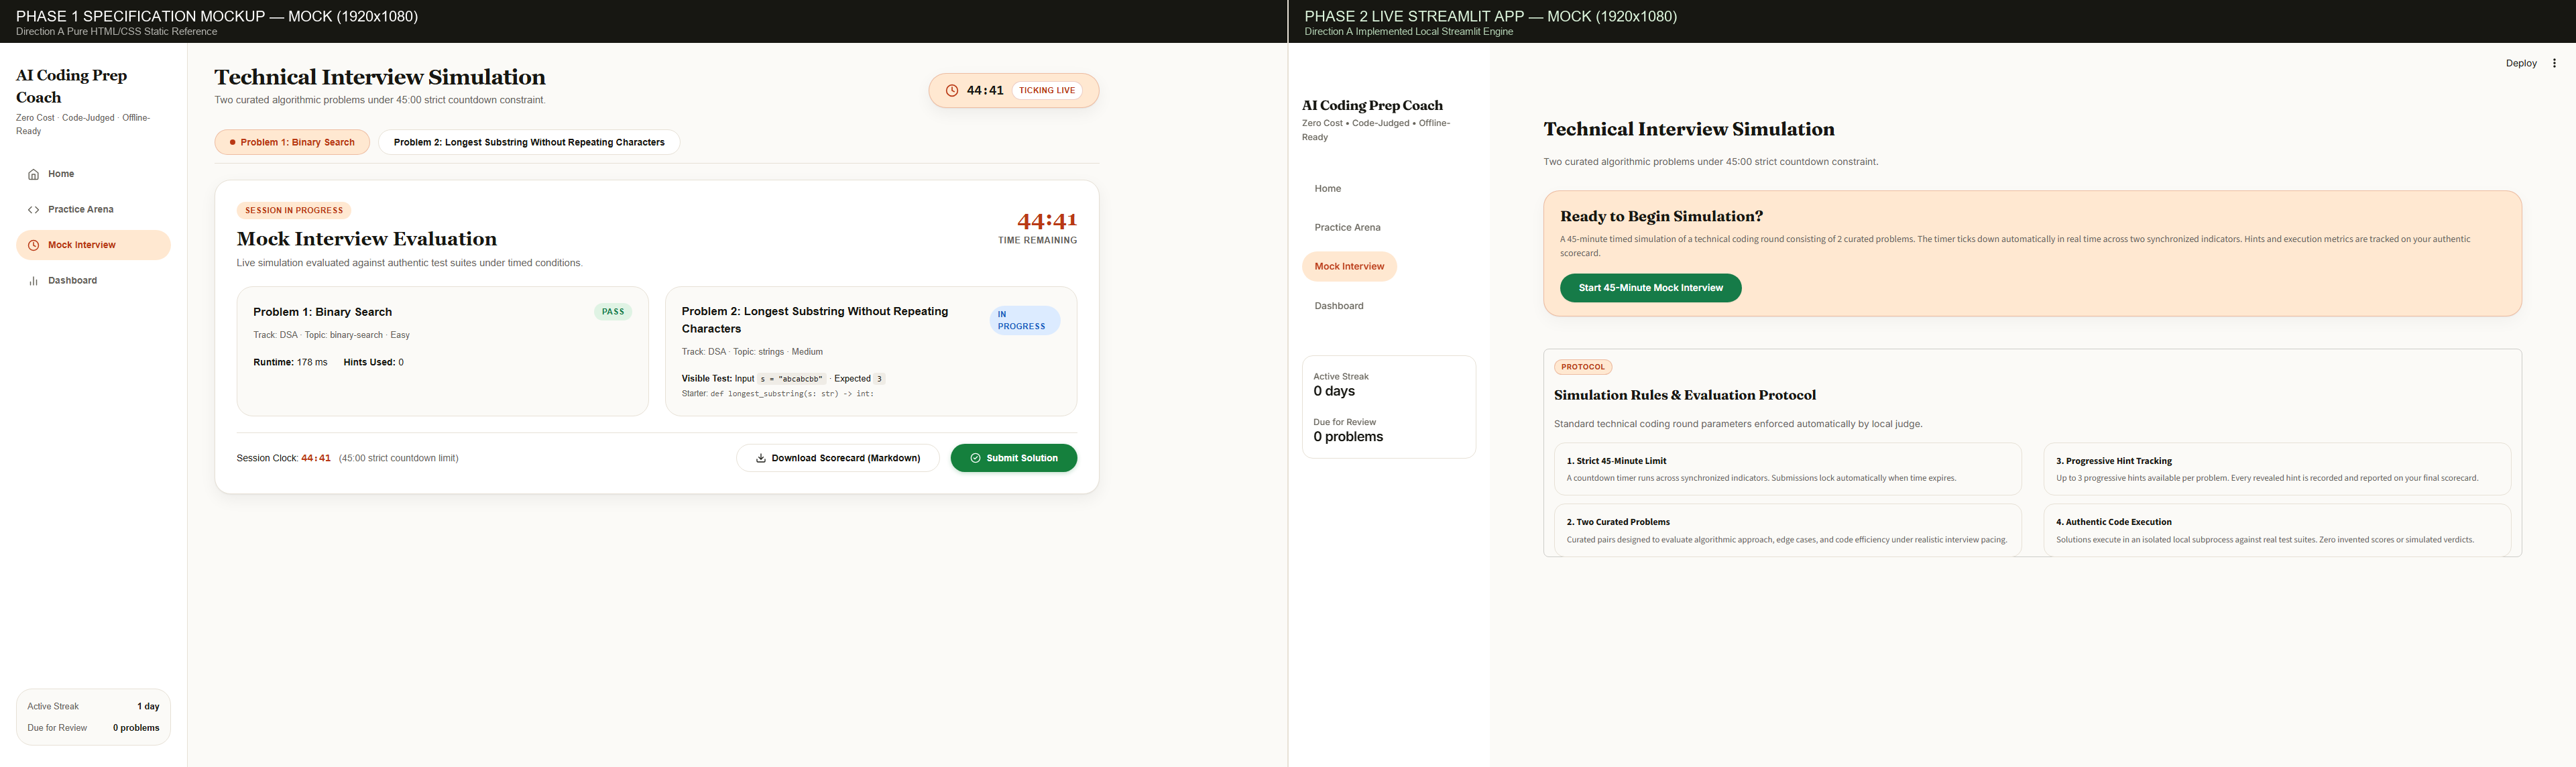 PHASE 1 SPECIFICATION MOCKUP — MOCK (1920x1080)
Direction A Pure HTML/CSS Static Reference
AI Coding Prep
Coach
Zero Cost · Code-Judged · Offline-
Ready
Home
Practice Arena
Mock Interview
Dashboard
Active Streak 1 day
Due for Review 0 problems
Technical Interview Simulation
Two curated algorithmic problems under 45:00 strict countdown constraint.
44:41 TICKING LIVE
Problem 1: Binary Search
Problem 2: Longest Substring Without Repeating Characters
SESSION IN PROGRESS
Mock Interview Evaluation
Live simulation evaluated against authentic test suites under timed conditions.
44:41
TIME REMAINING
Problem 1: Binary Search
PASS
Track: DSA · Topic: binary-search · Easy
Runtime: 178 ms Hints Used: 0
Problem 2: Longest Substring Without Repeating
Characters
IN
PROGRESS
Track: DSA · Topic: strings · Medium
Visible Test: Input s = "abcabcbb" · Expected 3
Starter: def longest_substring(s: str) -> int:
Session Clock: 44:41 (45:00 strict countdown limit)
Download Scorecard (Markdown)
Submit Solution
PHASE 2 LIVE STREAMLIT APP — MOCK (1920x1080)
Direction A Implemented Local Streamlit Engine
Deploy
AI Coding Prep Coach
Zero Cost • Code-Judged • Offline-
Ready
Home
Practice Arena
Mock Interview
Dashboard
Active Streak
0 days
Due for Review
0 problems
Technical Interview Simulation
Two curated algorithmic problems under 45:00 strict countdown constraint.
Ready to Begin Simulation?
A 45-minute timed simulation of a technical coding round consisting of 2 curated problems. The timer ticks down automatically in real time across two synchronized indicators. Hints and execution metrics are tracked on your authentic
scorecard.
Start 45-Minute Mock Interview
PROTOCOL
Simulation Rules & Evaluation Protocol
Standard technical coding round parameters enforced automatically by local judge.
1. Strict 45-Minute Limit
A countdown timer runs across synchronized indicators. Submissions lock automatically when time expires.
3. Progressive Hint Tracking
Up to 3 progressive hints available per problem. Every revealed hint is recorded and reported on your final scorecard.
2. Two Curated Problems
Curated pairs designed to evaluate algorithmic approach, edge cases, and code efficiency under realistic interview pacing.
4. Authentic Code Execution
Solutions execute in an isolated local subprocess against real test suites. Zero invented scores or simulated verdicts.